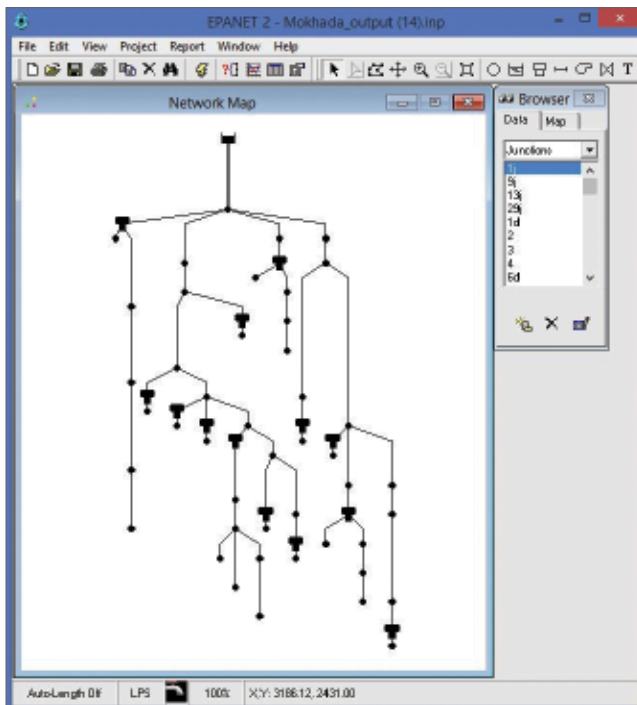 EPANET 2 - Mokhada_output (14).inp
File Edit View Project Report Window Help
T
Network Map
Browser
Data Map
Junctions
1j
9j
13j
29j
1d
2
3
4
6d
Auto-Length Off LPS 100% X,Y: 3186.12, 2431.00